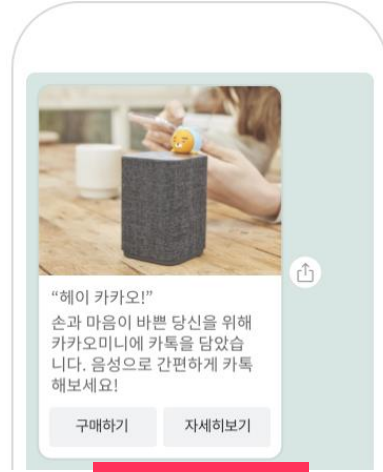 “헤이 카카오!”
손과 마음이 바쁜 당신을 위해
카카오미니에 카톡을 담았습
니다. 음성으로 간편하게 카톡
해보세요!
구매하기 자세히보기